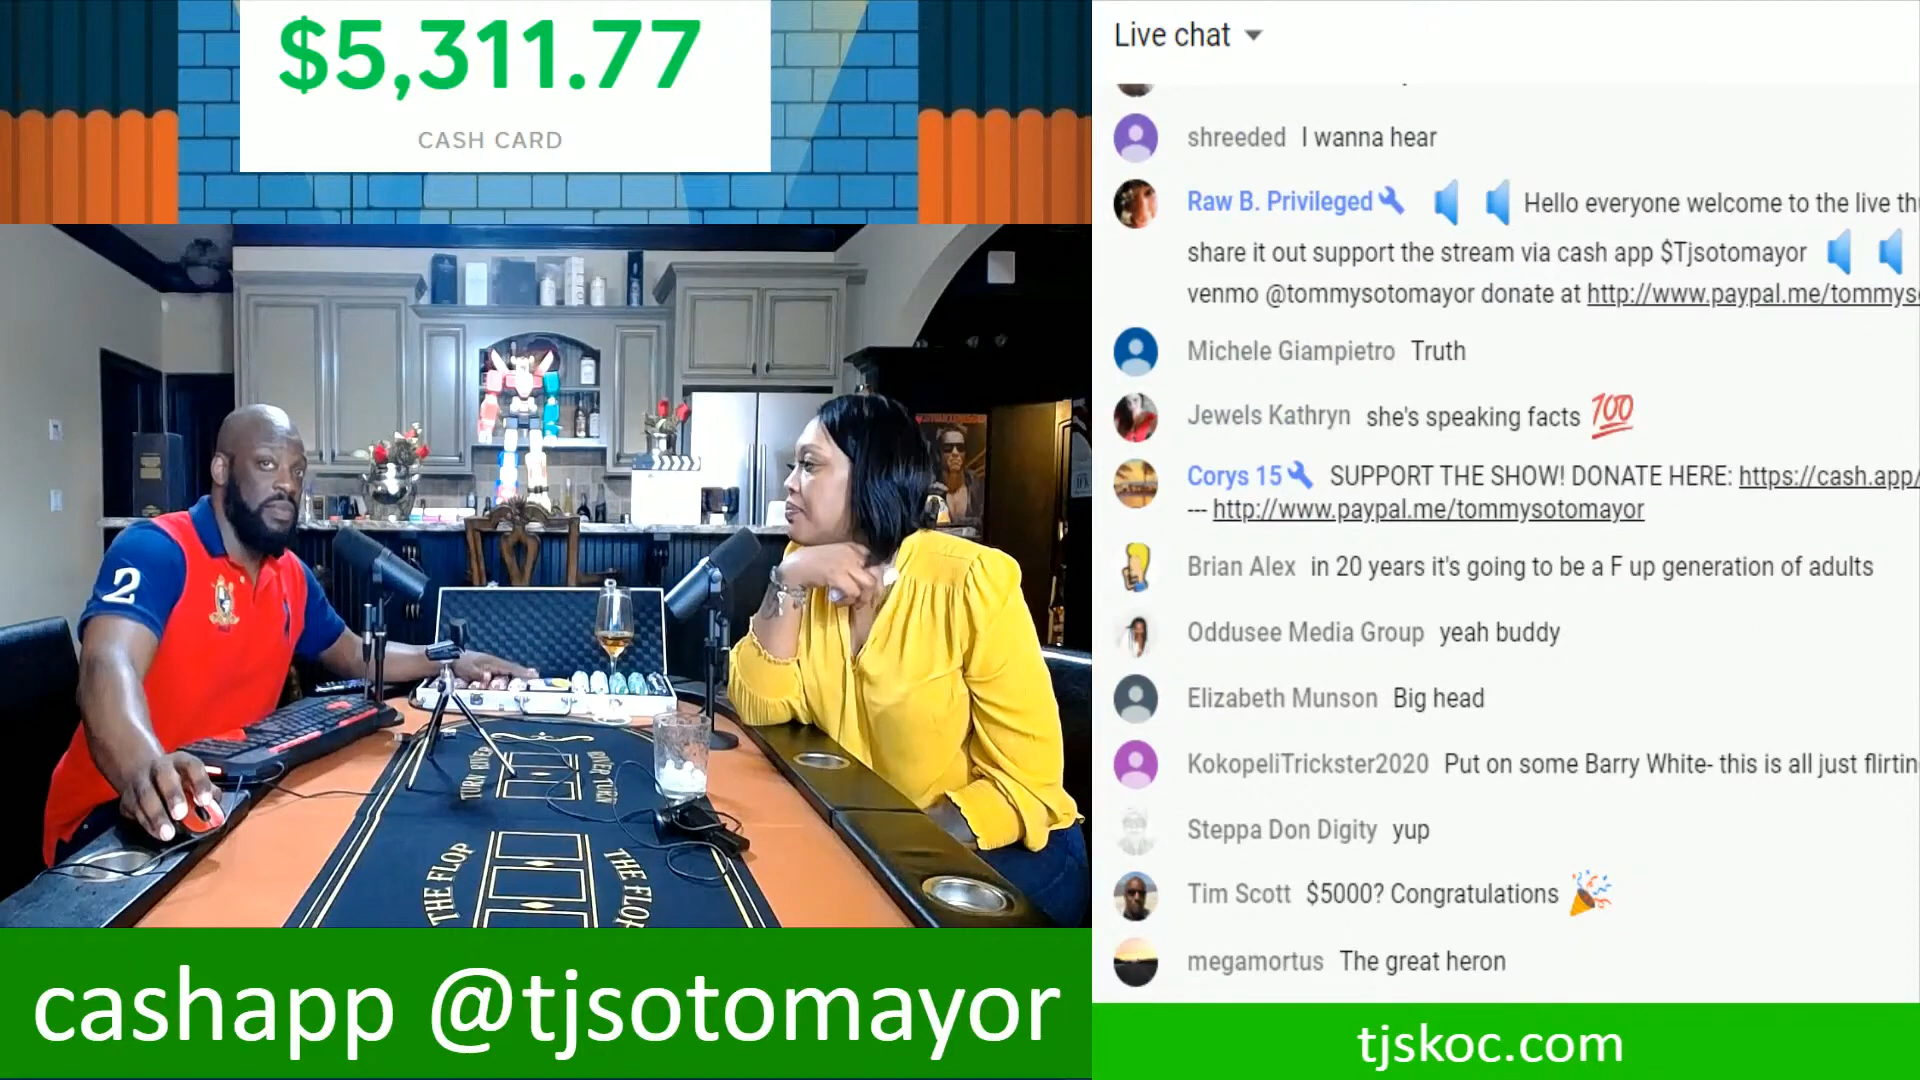 $5,311.77
CASH CARD
Live chat
shreeded I wanna hear
Raw B. Privileged Hello everyone welcome to the live
share it out support the stream via cash app $Tjsotomayor
venmo @tommysotomayor donate at http://www.paypal.me/tommys
Michele Giampietro Truth
Jewels Kathryn she's speaking facts 💯
Corys 15 SUPPORT THE SHOW! DONATE HERE: https://cash.app/
--- http://www.paypal.me/tommysotomayor
Brian Alex in 20 years it's going to be a F up generation of adults
Oddusee Media Group yeah buddy
Elizabeth Munson Big head
KokopeliTrickster2020 Put on some Barry White- this is all just flirtin
Steppa Don Digity yup
Tim Scott $5000? Congratulations 🎉
megamortus The great heron
2
TURN RIVER
RIVER TURN
THE FLOP
THE FLOP
cashapp @tjsotomayor
tjskoc.com